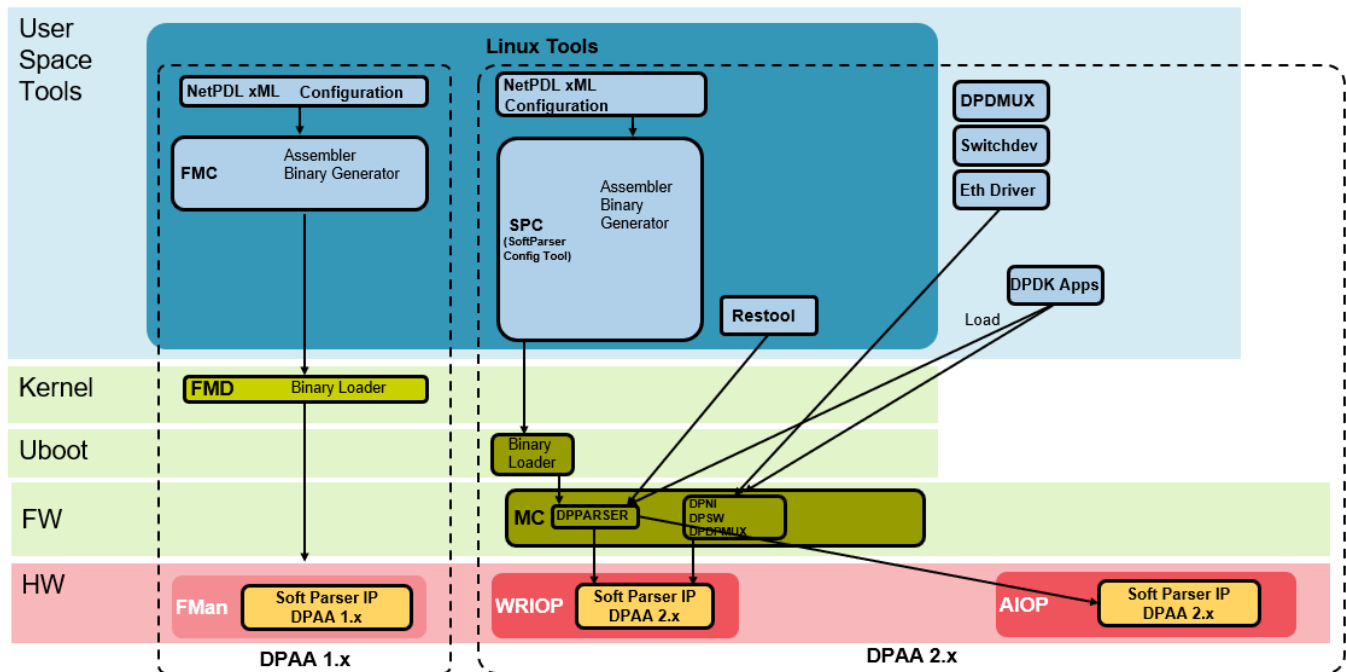 User
Space
Tools
Linux Tools
NetPDL xML Configuration
FMC
Assembler
Binary Generator
NetPDL xML
Configuration
SPC
(SoftParser
Config Tool)
Assembler
Binary
Generator
Restool
DPDMUX
Switchdev
Eth Driver
DPDK Apps
Load
Kernel
FMD Binary Loader
Uboot
Binary
Loader
FW
MC
DPPARSER
DPNI
DPSW
DPDPMUX
HW
FMan
Soft Parser IP
DPAA 1.x
WRIOP
Soft Parser IP
DPAA 2.x
AIOP
Soft Parser IP
DPAA 2.x
DPAA 1.x
DPAA 2.x